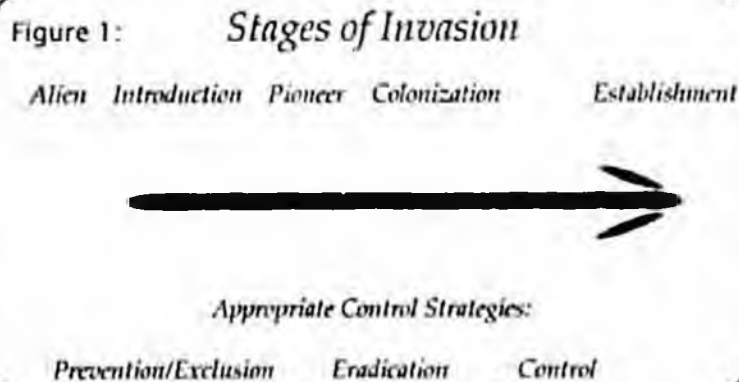 Figure 1: Stages of Invasion
Alien Introduction Pioneer Colonization Establishment
Appropriate Control Strategies:
Prevention/Exclusion Eradication Control